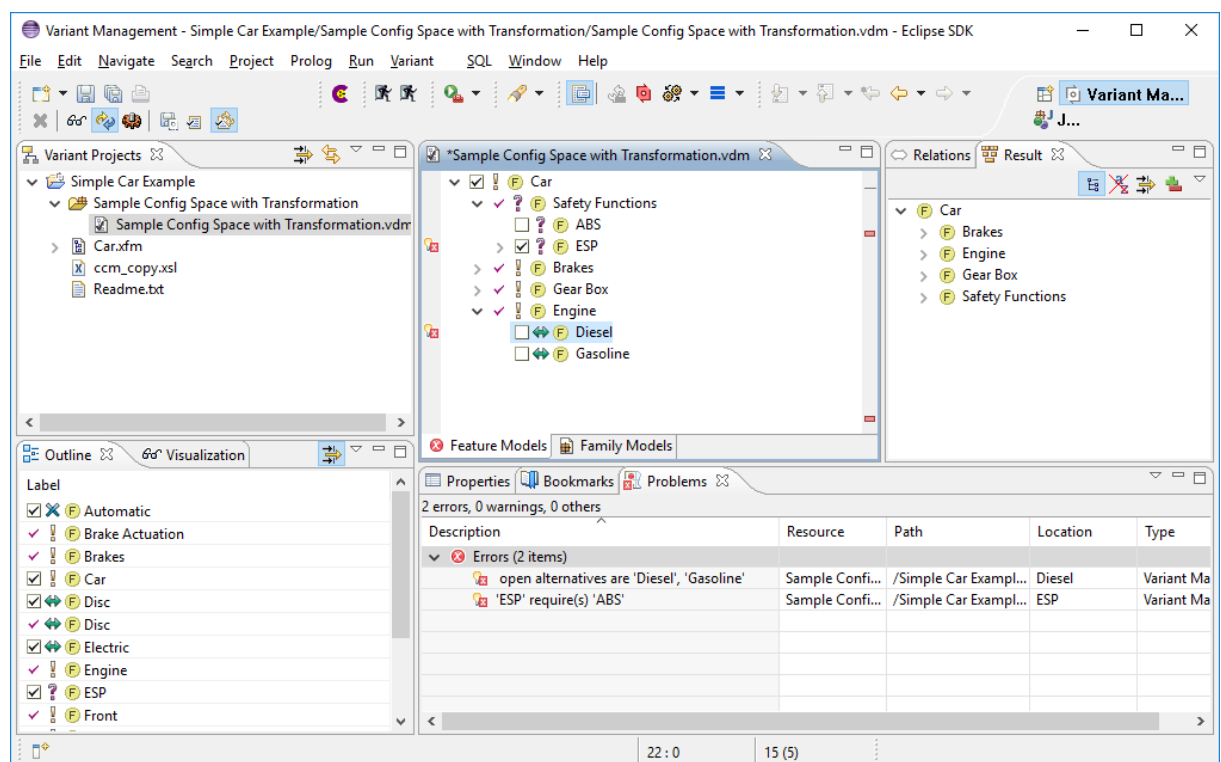 Variant Management - Simple Car Example/Sample Config Space with Transformation/Sample Config Space with Transformation.vdm - Eclipse SDK
File Edit Navigate Search Project Prolog Run Variant SQL Window Help
Variant Ma...
J...
Variant Projects
Simple Car Example
Sample Config Space with Transformation
Sample Config Space with Transformation.vdm
Car.xfm
ccm_copy.xsl
Readme.txt
*Sample Config Space with Transformation.vdm
Car
Safety Functions
ABS
ESP
Brakes
Gear Box
Engine
Diesel
Gasoline
Feature Models Family Models
Relations Result
Car
Brakes
Engine
Gear Box
Safety Functions
Outline Visualization
Label
Automatic
Brake Actuation
Brakes
Car
Disc
Disc
Electric
Engine
ESP
Front
Properties Bookmarks Problems
2 errors, 0 warnings, 0 others
Description Resource Path Location Type
Errors (2 items)
open alternatives are 'Diesel', 'Gasoline' Sample Confi... /Simple Car Exampl... Diesel Variant Ma
'ESP' require(s) 'ABS' Sample Confi... /Simple Car Exampl... ESP Variant Ma
22 : 0 15 (5)